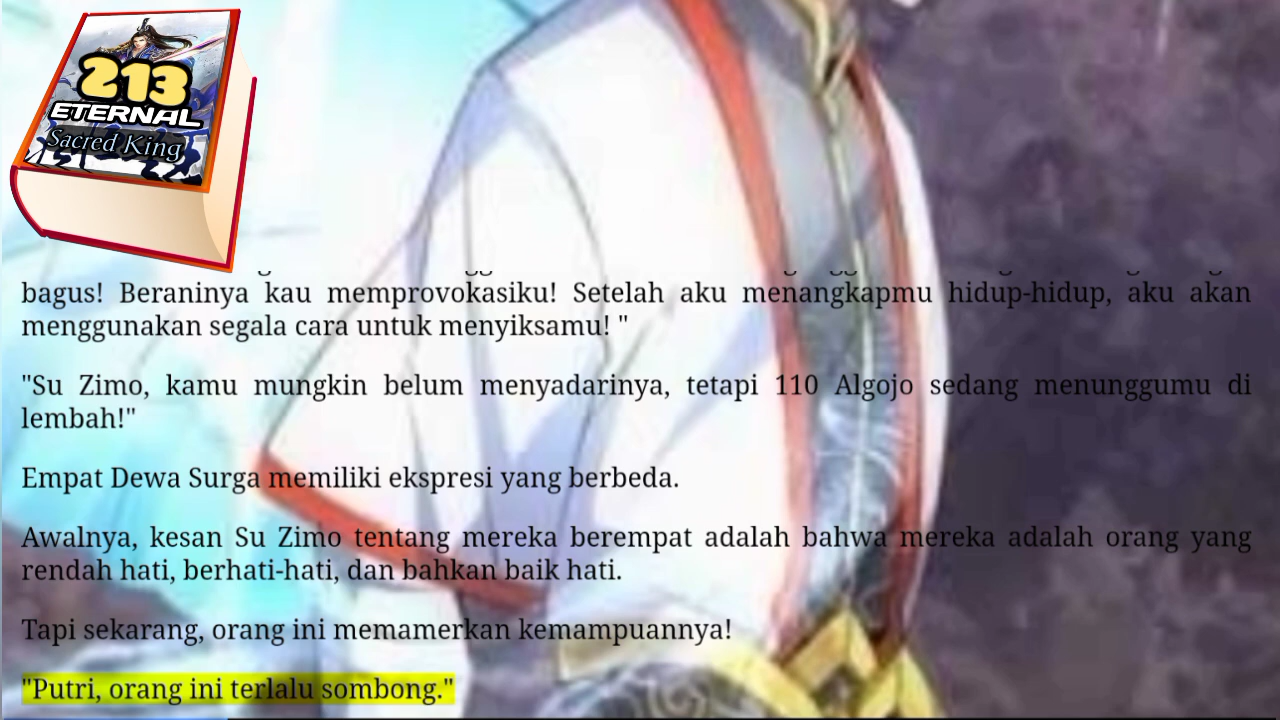 213
ETERNAL
Sacred King
bagus! Beraninya kau memprovokasiku! Setelah aku menangkapmu hidup-hidup, aku akan
menggunakan segala cara untuk menyiksamu! "
"Su Zimo, kamu mungkin belum menyadarinya, tetapi 110 Algojo sedang menunggumu di
lembah!"
Empat Dewa Surga memiliki ekspresi yang berbeda.
Awalnya, kesan Su Zimo tentang mereka berempat adalah bahwa mereka adalah orang yang
rendah hati, berhati-hati, dan bahkan baik hati.
Tapi sekarang, orang ini memamerkan kemampuannya!
"Putri, orang ini terlalu sombong."